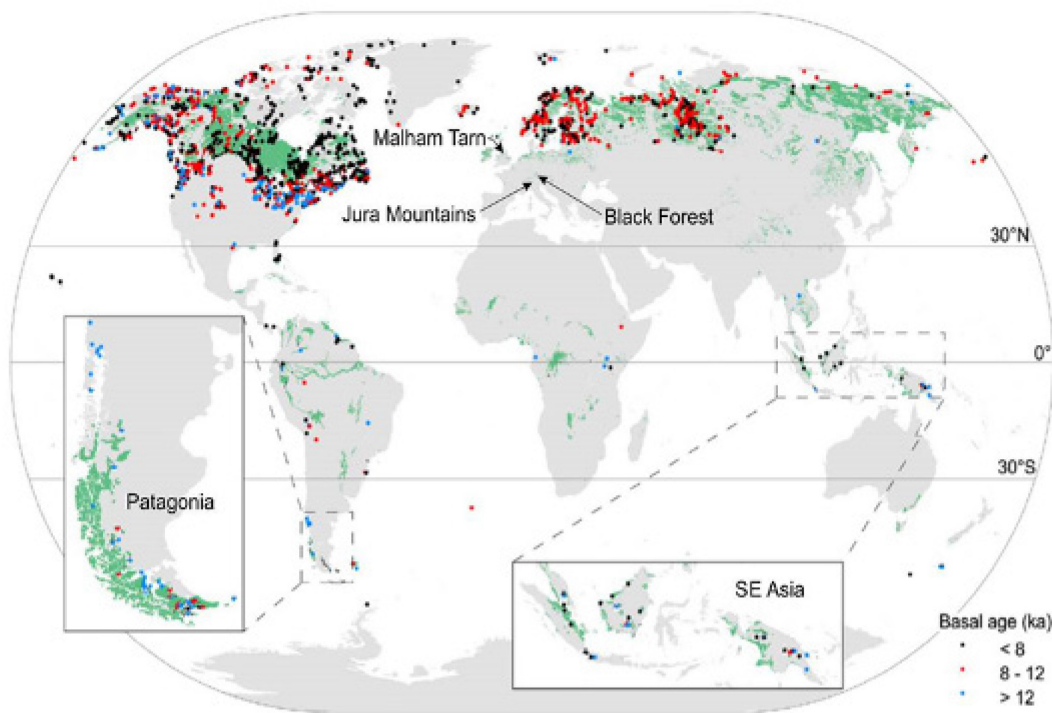 Malham Tarn
Jura Mountains
Black Forest
30°N
0°
30°S
Patagonia
SE Asia
Basal age (ka)
< 8
8 - 12
> 12